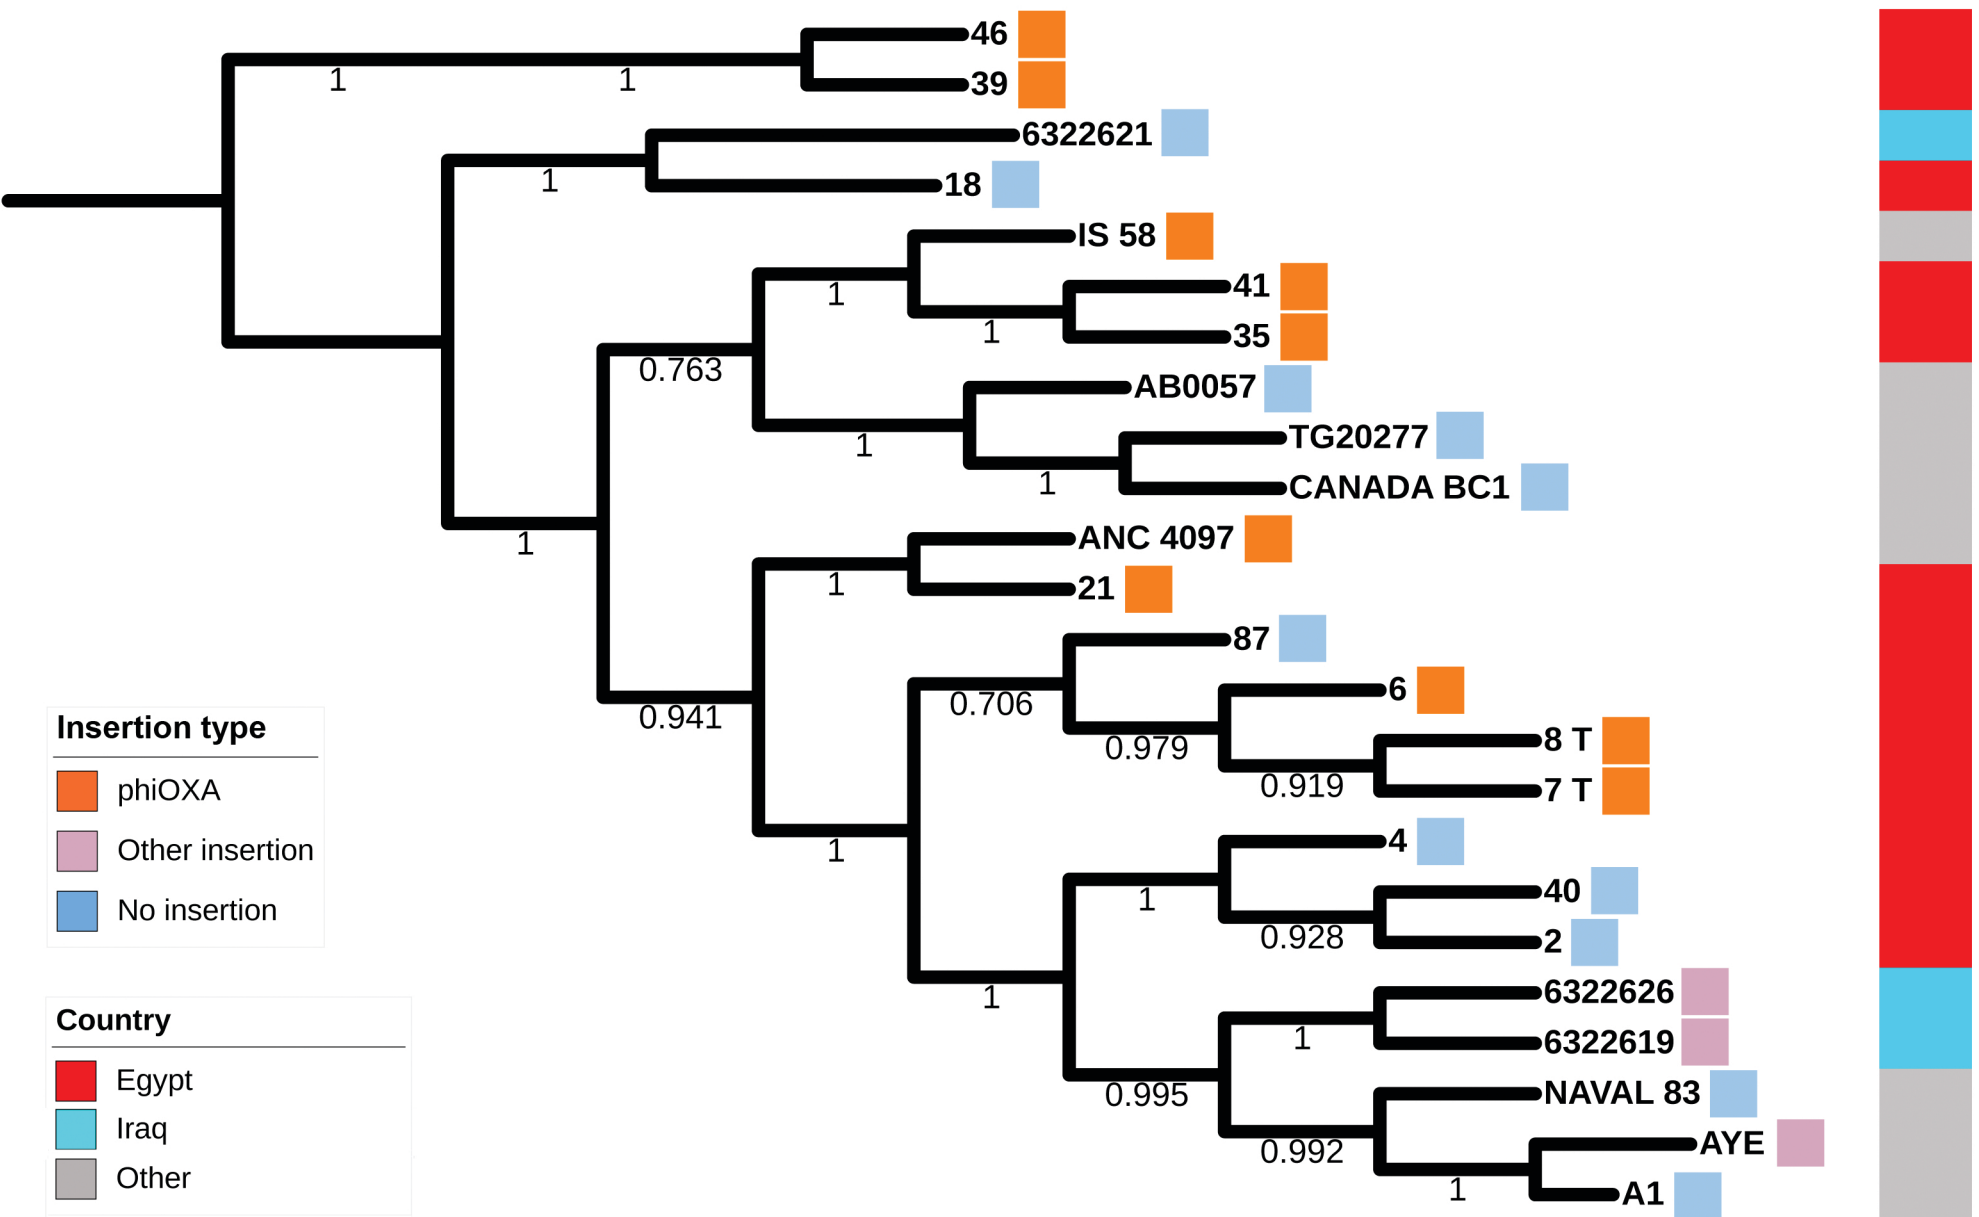 46
1 1
39
6322621
1
18
IS 58
1
41
1
35
0.763
AB0057
1
TG20277
1
CANADA BC1
1
ANC 4097
1
21
87
0.706
6
0.941
0.979
8 T
0.919
7 T
1
4
1
40
0.928
2
1
6322626
1
6322619
0.995
NAVAL 83
0.992
AYE
1
A1
Insertion type
phiOXA
Other insertion
No insertion
Country
Egypt
Iraq
Other